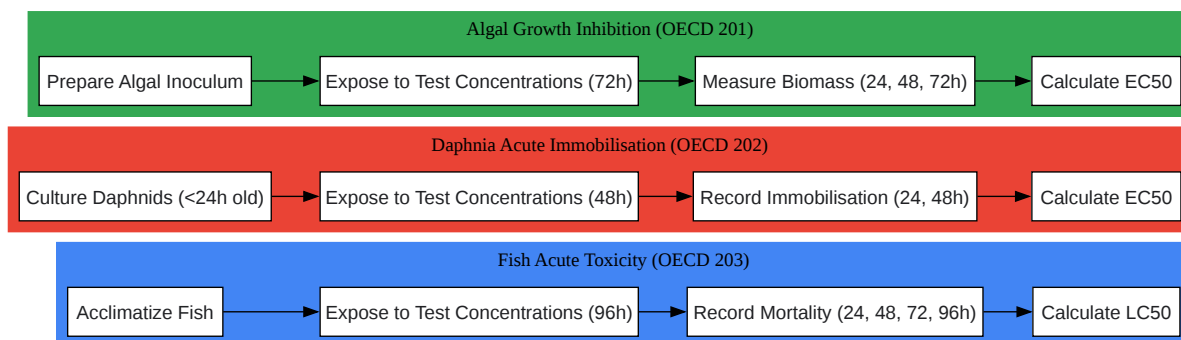 Algal Growth Inhibition (OECD 201)
Prepare Algal Inoculum
Expose to Test Concentrations (72h)
Measure Biomass (24, 48, 72h)
Calculate EC50
Daphnia Acute Immobilisation (OECD 202)
Culture Daphnids (<24h old)
Expose to Test Concentrations (48h)
Record Immobilisation (24, 48h)
Calculate EC50
Fish Acute Toxicity (OECD 203)
Acclimatize Fish
Expose to Test Concentrations (96h)
Record Mortality (24, 48, 72, 96h)
Calculate LC50